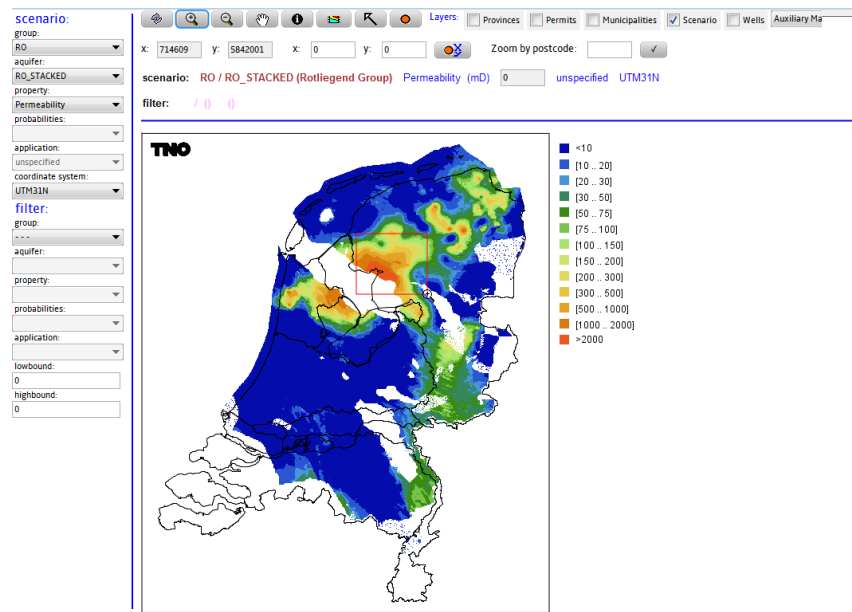 scenario:
group:
RO
aquifer:
RO_STACKED
property:
Permeability
probabilities:
application:
unspecified
coordinate system:
UTM31N
filter:
group:
---
aquifer:
property:
probabilities:
application:
lowbound:
0
highbound:
0
Layers: Provinces Permits Municipalities Scenario Wells
x: 714609 y: 5842001 x: 0 y: 0 Zoom by postcode:
scenario: RO / RO_STACKED (Rotliegend Group) Permeability (mD) 0 unspecified UTM31N
filter: / () ()
TNO
<10
[10 .. 20]
[20 .. 30]
[30 .. 50]
[50 .. 75]
[75 .. 100]
[100 .. 150]
[150 .. 200]
[200 .. 300]
[300 .. 500]
[500 .. 1000]
[1000 .. 2000]
>2000